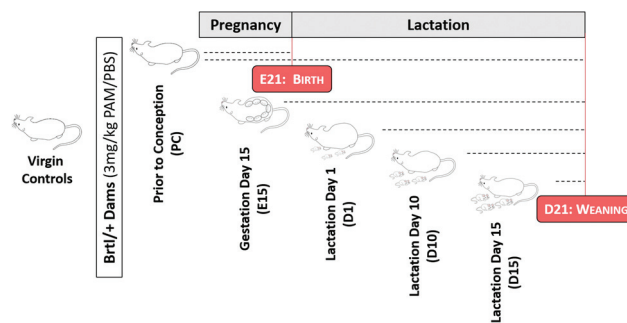 Pregnancy
Lactation
E21: BIRTH
Virgin
Controls
Brtl/+ Dams (3mg/kg PAM/PBS)
Prior to Conception
(PC)
Gestation Day 15
(E15)
Lactation Day 1
(D1)
Lactation Day 10
(D10)
Lactation Day 15
(D15)
D21: WEANING